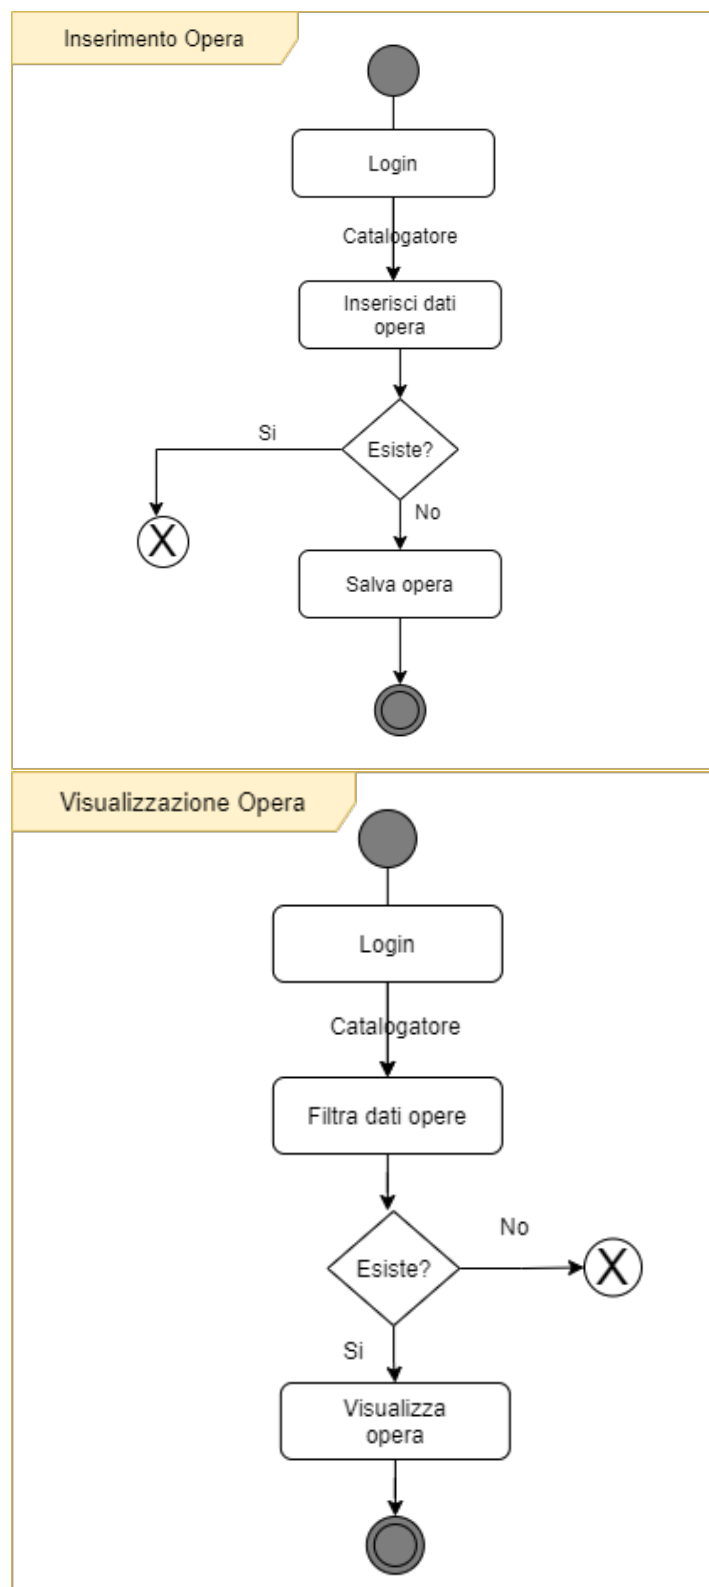 Inserimento Opera
Login
Catalogatore
Inserisci dati
opera
Esiste?
Si
No
X
Salva opera
Visualizzazione Opera
Login
Catalogatore
Filtra dati opere
Esiste?
No
X
Si
Visualizza
opera